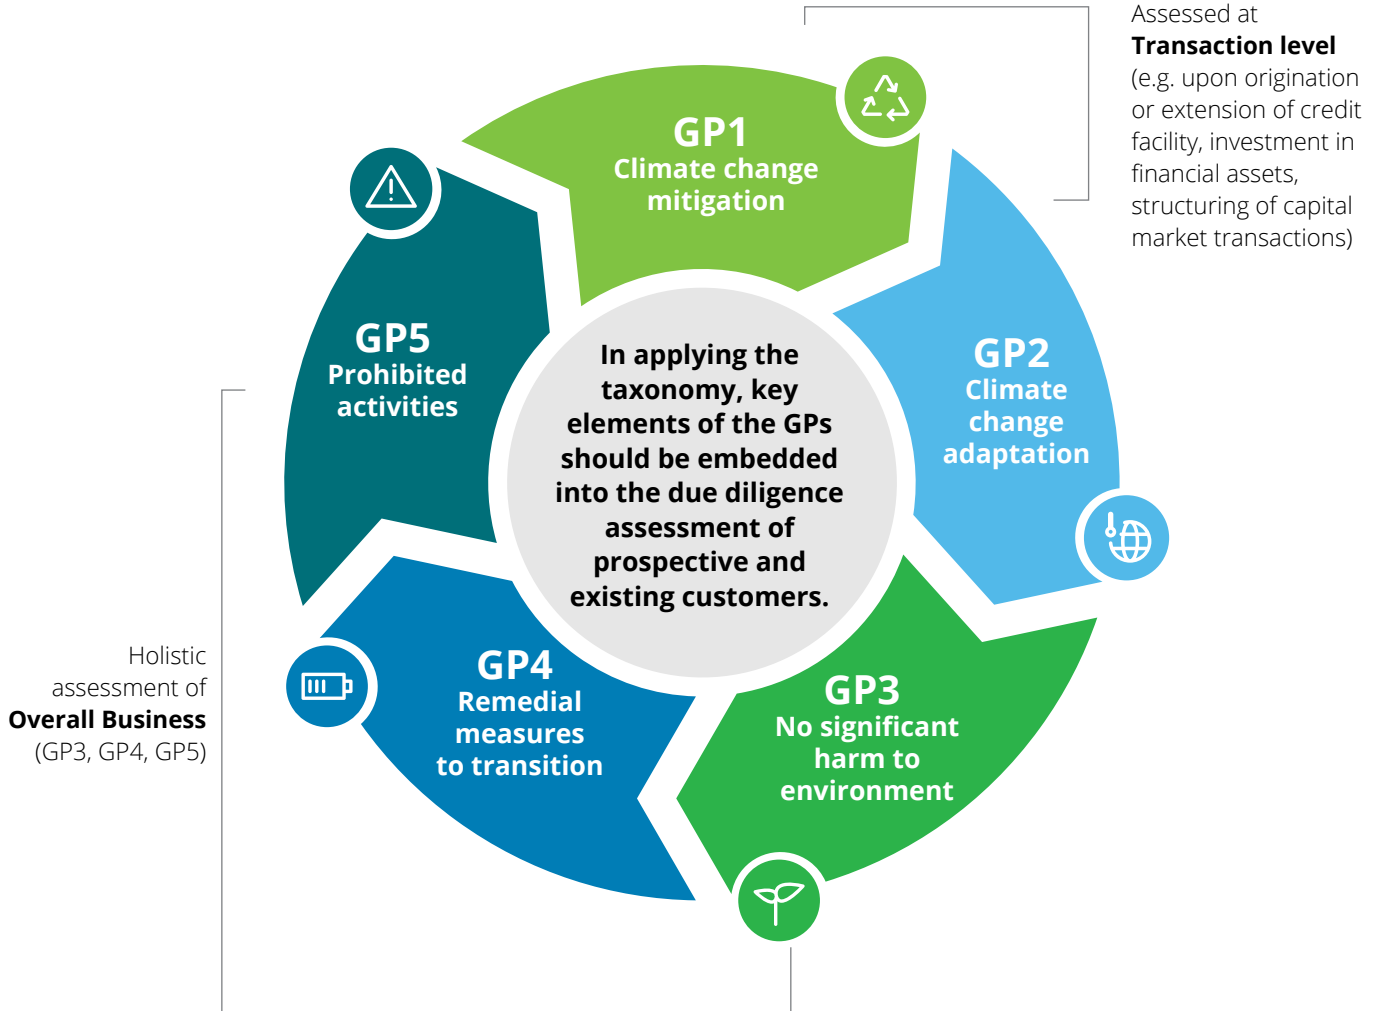 Assessed at
Transaction level
(e.g. upon origination
or extension of credit
facility, investment in
financial assets,
structuring of capital
market transactions)
GP1
Climate change
mitigation
GP2
Climate
change
adaptation
GP3
No significant
harm to
environment
GP4
Remedial
measures
to transition
GP5
Prohibited
activities
In applying the
taxonomy, key
elements of the GPs
should be embedded
into the due diligence
assessment of
prospective and
existing customers.
Holistic
assessment of
Overall Business
(GP3, GP4, GP5)